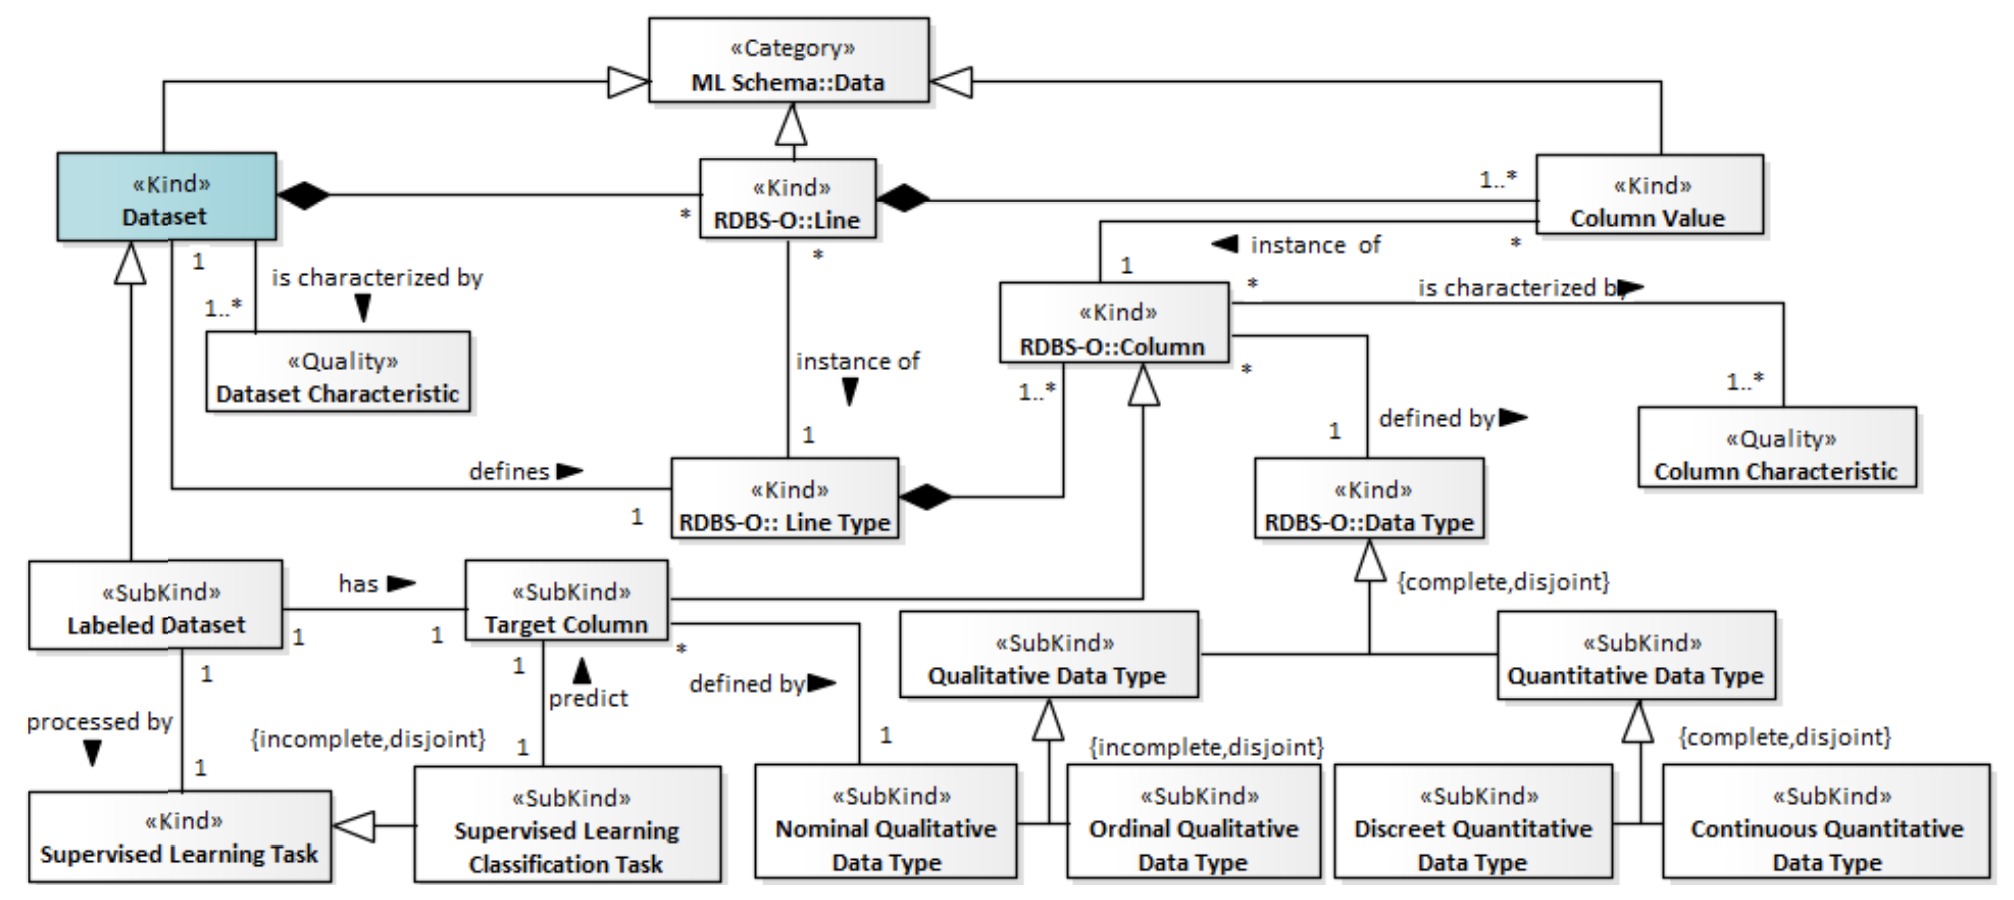 «Category»
ML Schema::Data
«Kind»
Dataset
«Kind»
RDBS-O::Line
«Kind»
Column Value
1..*
*
1
is characterized by
1..*
*
instance of
*
1
*
is characterized by
«Quality»
Dataset Characteristic
«Kind»
RDBS-O::Column
instance of
1..*
*
1..*
defined by
1
1
«Quality»
Column Characteristic
defines
1
«Kind»
RDBS-O:: Line Type
«Kind»
RDBS-O::Data Type
{complete,disjoint}
«SubKind»
Labeled Dataset
has
1
1
«SubKind»
Target Column
*
defined by
1
«SubKind»
Qualitative Data Type
«SubKind»
Quantitative Data Type
1
processed by
1
1
predict
{incomplete,disjoint}
1
{incomplete,disjoint}
{complete,disjoint}
«Kind»
Supervised Learning Task
«SubKind»
Supervised Learning
Classification Task
«SubKind»
Nominal Qualitative
Data Type
«SubKind»
Ordinal Qualitative
Data Type
«SubKind»
Discreet Quantitative
Data Type
«SubKind»
Continuous Quantitative
Data Type